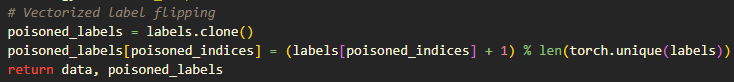 # Vectorized label flipping
poisoned_labels = labels.clone()
poisoned_labels[poisoned_indices] = (labels[poisoned_indices] + 1) % len(torch.unique(labels))
return data, poisoned_labels